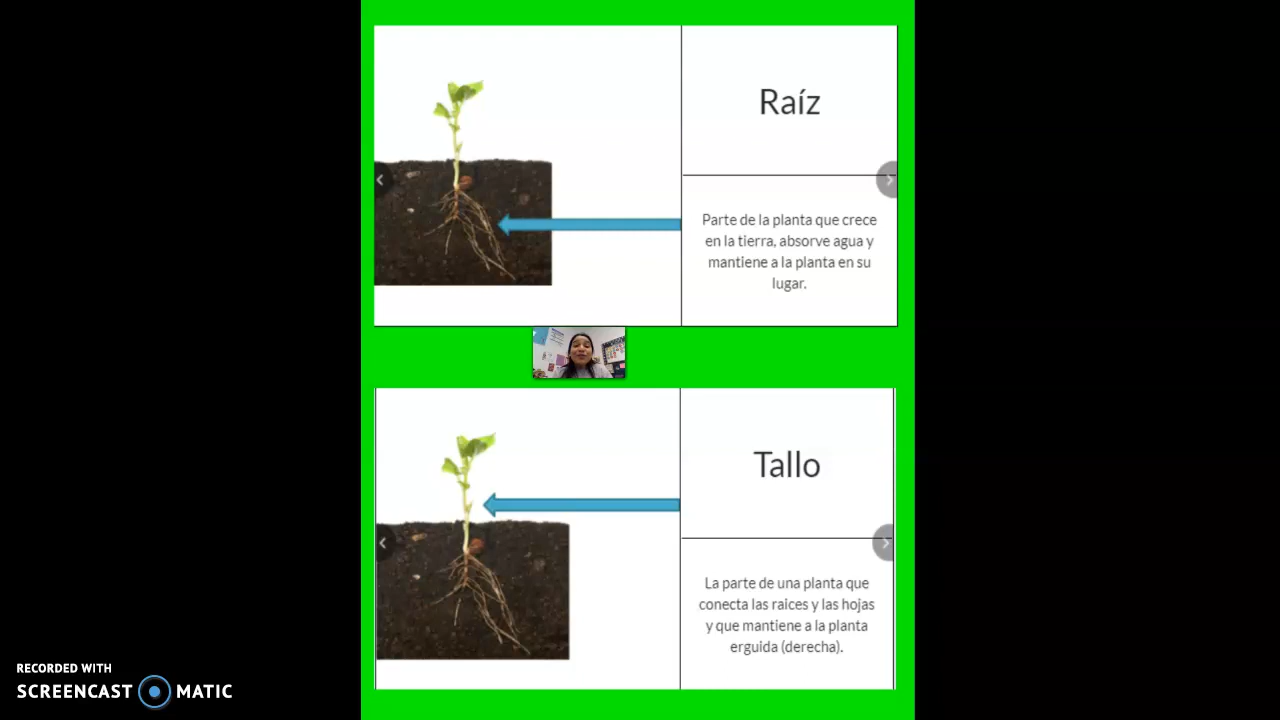 Raíz
Parte de la planta que crece
en la tierra, absorve agua y
mantiene a la planta en su
lugar.
Tallo
La parte de una planta que
conecta las raices y las hojas
y que mantiene a la planta
erguida (derecha).
RECORDED WITH
SCREENCAST MATIC